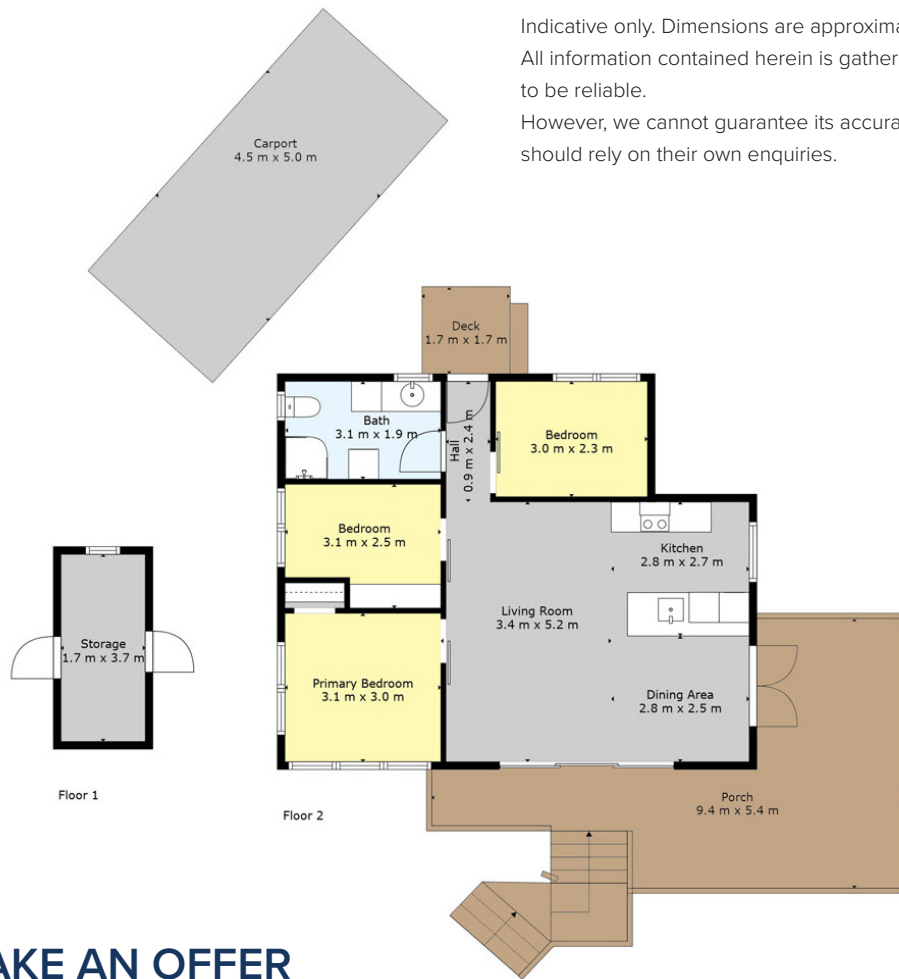 Indicative only. Dimensions are approxima
All information contained herein is gather
to be reliable.
However, we cannot guarantee its accura
should rely on their own enquiries.
Carport
4.5 m x 5.0 m
Deck
1.7 m x 1.7 m
Bath
3.1 m x 1.9 m
Hall
0.9 m x 2.4 m
Bedroom
3.0 m x 2.3 m
Bedroom
3.1 m x 2.5 m
Kitchen
2.8 m x 2.7 m
Living Room
3.4 m x 5.2 m
Storage
1.7 m x 3.7 m
Primary Bedroom
3.1 m x 3.0 m
Dining Area
2.8 m x 2.5 m
Porch
9.4 m x 5.4 m
Floor 1
Floor 2
AKE AN OFFER